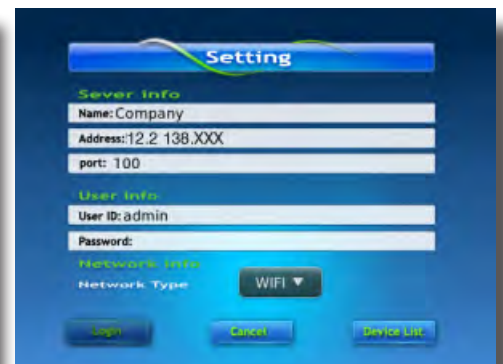 Setting
Sever Info
Name: Company
Address: 12.2 138.XXX
port: 100
User Info
User ID: admin
Password:
Network Info
Network Type WIFI
Login Cancel Device List